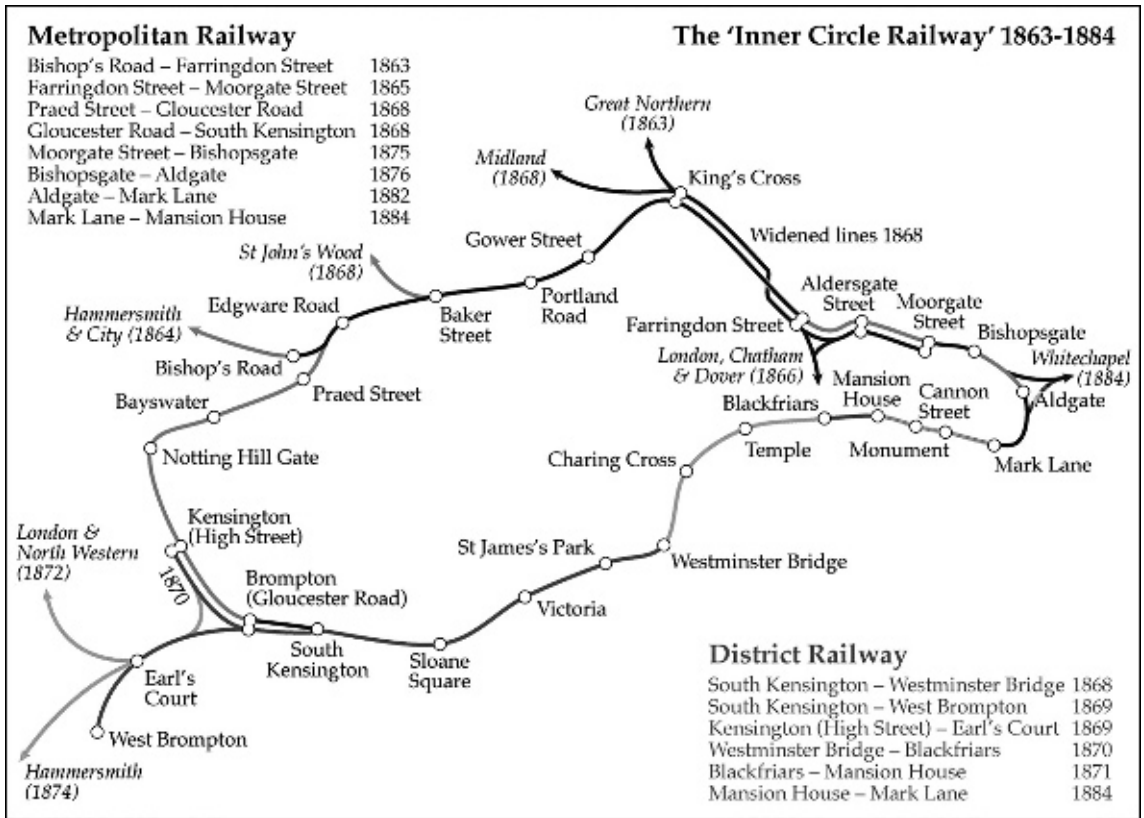 Metropolitan Railway
Bishop's Road – Farringdon Street 1863
Farringdon Street – Moorgate Street 1865
Praed Street – Gloucester Road 1868
Gloucester Road – South Kensington 1868
Moorgate Street – Bishopsgate 1875
Bishopsgate – Aldgate 1876
Aldgate – Mark Lane 1882
Mark Lane – Mansion House 1884
The 'Inner Circle Railway' 1863-1884
Great Northern
(1863)
Midland
(1868)
King's Cross
Widened lines 1868
Gower Street
St John's Wood
(1868)
Portland
Road
Aldersgate
Street
Moorgate
Street
Edgware Road
Baker
Street
Farringdon Street
Bishopsgate
Hammersmith
& City (1864)
Bishop's Road
London, Chatham
& Dover (1866)
Whitechapel
(1884)
Praed Street
Mansion
House
Cannon
Street
Aldgate
Bayswater
Blackfriars
Notting Hill Gate
Charing Cross
Temple
Monument
Mark Lane
Kensington
(High Street)
London &
North Western
(1872)
1870
St James's Park
Westminster Bridge
Brompton
(Gloucester Road)
Victoria
South
Kensington
Sloane
Square
Earl's
Court
West Brompton
Hammersmith
(1874)
District Railway
South Kensington – Westminster Bridge 1868
South Kensington – West Brompton 1869
Kensington (High Street) – Earl's Court 1869
Westminster Bridge – Blackfriars 1870
Blackfriars – Mansion House 1871
Mansion House – Mark Lane 1884